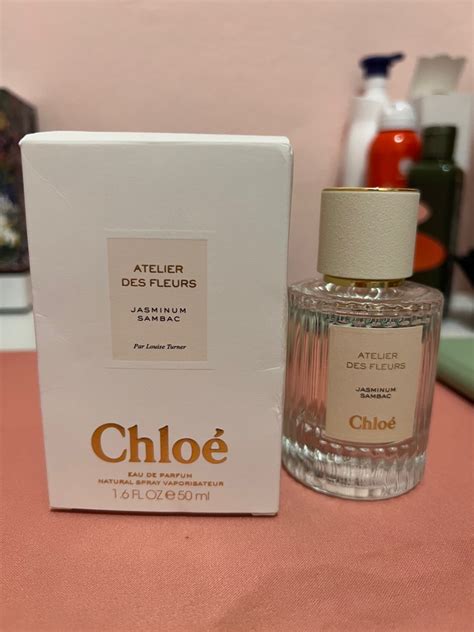 ATELIER
DES FLEURS
JASMINUM
SAMBAC
Par Louise Turner
Chloé
EAU DE PARFUM
NATURAL SPRAY VAPORISATEUR
1.6 FL OZ e 50 ml
ATELIER
DES FLEURS
JASMINUM
SAMBAC
Chloé